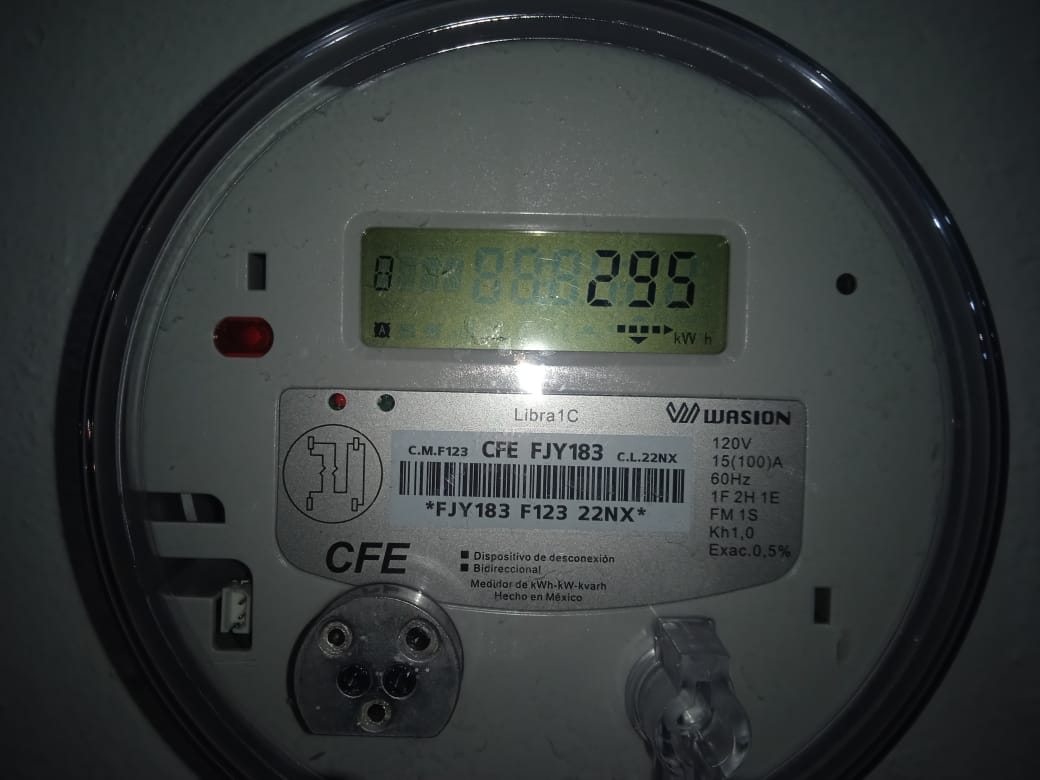 8 295
A kW h
Libra1C WASION
C.M.F123 CFE FJY183 C.L.22NX
*FJY183 F123 22NX*
120V
15(100)A
60Hz
1F 2H 1E
FM 1S
Kh1,0
Exac.0,5%
CFE
Dispositivo de desconexión
Bidireccional
Medidor de kWh-kW-kvarh
Hecho en México